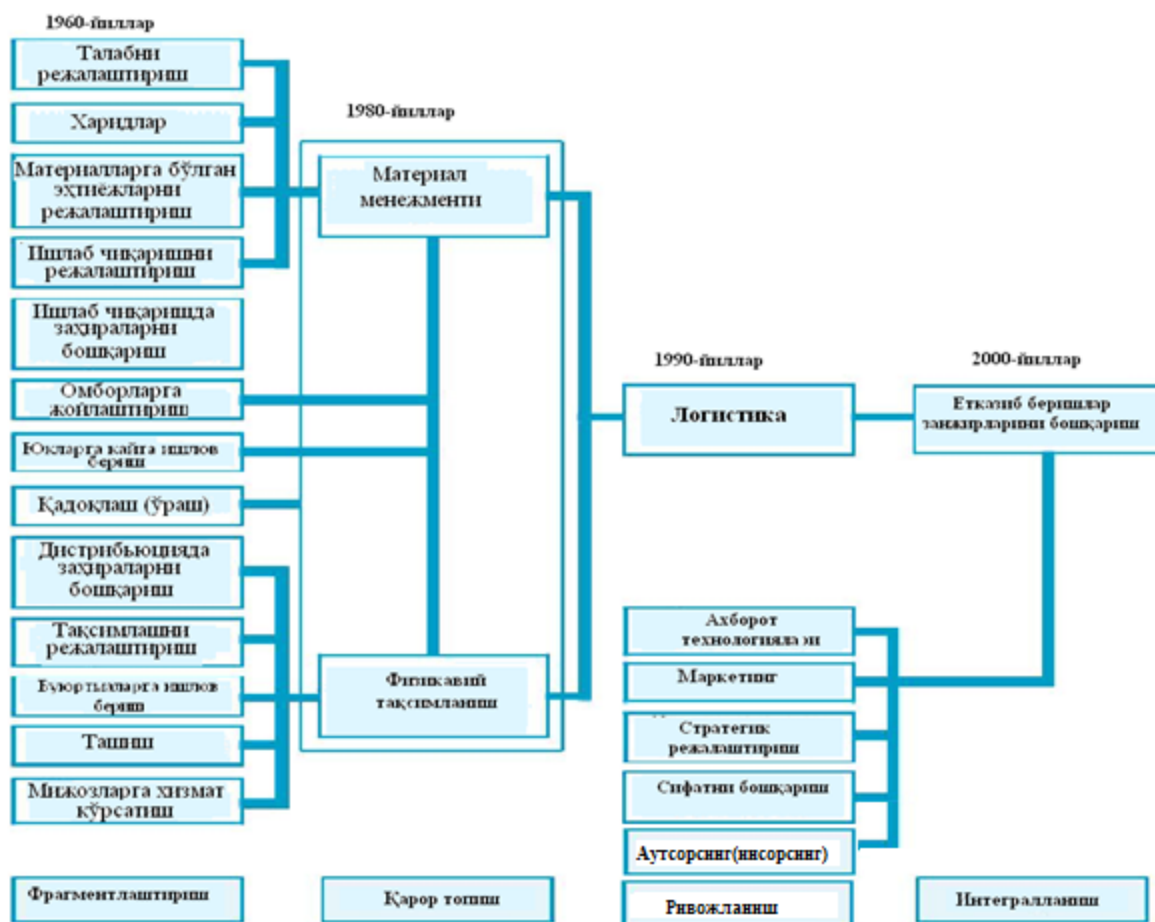 1960-йиллар
Талабни
режалаштириш
Харидлар
Материалларга бўлган
эҳтиёжларни
режалаштириш
Ишлаб чиқаришни
режалаштириш
Ишлаб чиқаришда
заҳираларни
бошқариш
Омборларга
жойлаштириш
Юкларга қайта ишлов
бериш
Қадоқлаш (ўраш)
Дистрибьюцияда
заҳираларни
бошқариш
Тақсимлашни
режалаштириш
Буюртмаларга ишлов
бериш
Ташиш
Мижозларга хизмат
кўрсатиш
Фрагментлаштириш
1980-йиллар
Материал
менежменти
Физикавий
тақсимланиш
Қарор топиш
1990-йиллар
Логистика
Ахборот
технологиялари
Маркетинг
Стратегик
режалаштириш
Сифатни бошқариш
Аутсорсинг(инсорсинг)
Ривожланиш
2000-йиллар
Етказиб беришлар
занжирларини бошқариш
Интегралланиш